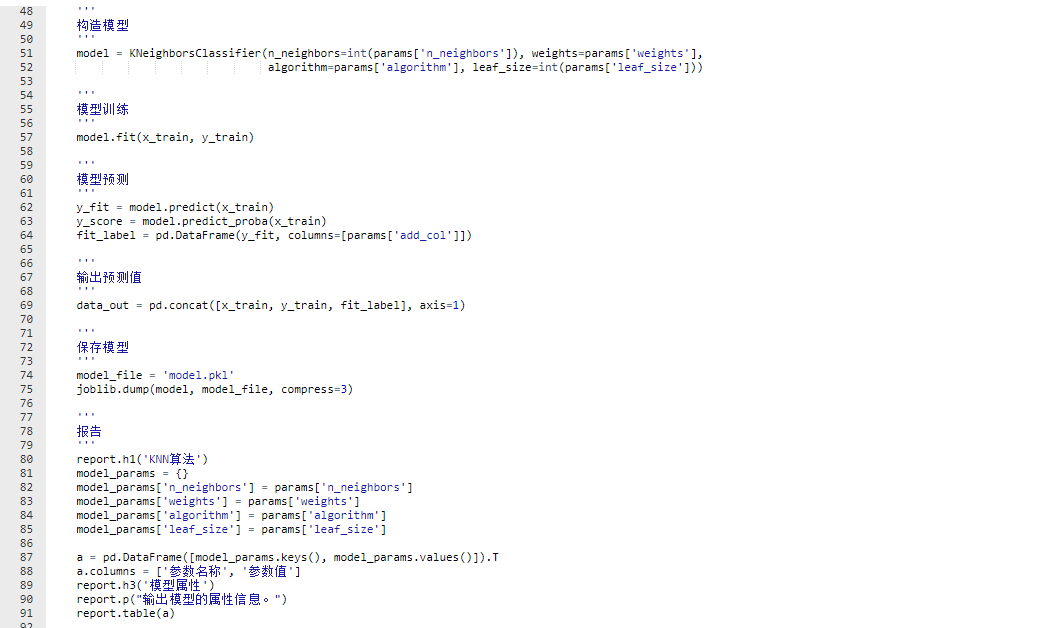 48 '''
49 构造模型
50 '''
51 model = KNeighborsClassifier(n_neighbors=int(params['n_neighbors']), weights=params['weights'],
52 algorithm=params['algorithm'], leaf_size=int(params['leaf_size']))
53
54 '''
55 模型训练
56 '''
57 model.fit(x_train, y_train)
58
59 '''
60 模型预测
61 '''
62 y_fit = model.predict(x_train)
63 y_score = model.predict_proba(x_train)
64 fit_label = pd.DataFrame(y_fit, columns=[params['add_col']])
65
66 '''
67 输出预测值
68 '''
69 data_out = pd.concat([x_train, y_train, fit_label], axis=1)
70
71 '''
72 保存模型
73 '''
74 model_file = 'model.pkl'
75 joblib.dump(model, model_file, compress=3)
76
77 '''
78 报告
79 '''
80 report.h1('KNN算法')
81 model_params = {}
82 model_params['n_neighbors'] = params['n_neighbors']
83 model_params['weights'] = params['weights']
84 model_params['algorithm'] = params['algorithm']
85 model_params['leaf_size'] = params['leaf_size']
86
87 a = pd.DataFrame([model_params.keys(), model_params.values()]).T
88 a.columns = ['参数名称', '参数值']
89 report.h3('模型属性')
90 report.p("输出模型的属性信息。")
91 report.table(a)
92